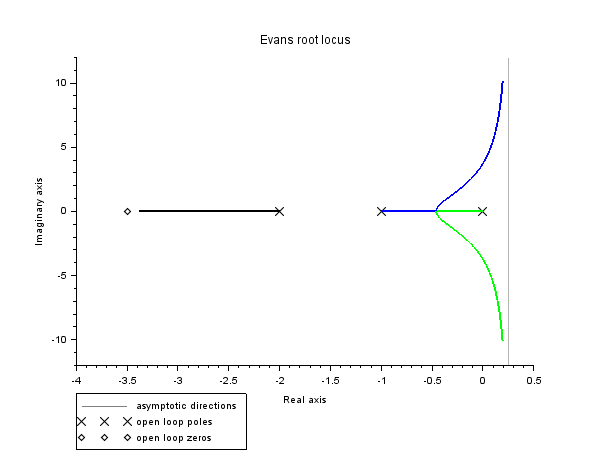 Evans root locus
10
5
0
-5
-10
Imaginary axis
-4
-3.5
-3
-2.5
-2
-1.5
-1
-0.5
0
0.5
Real axis
asymptotic directions
open loop poles
open loop zeros